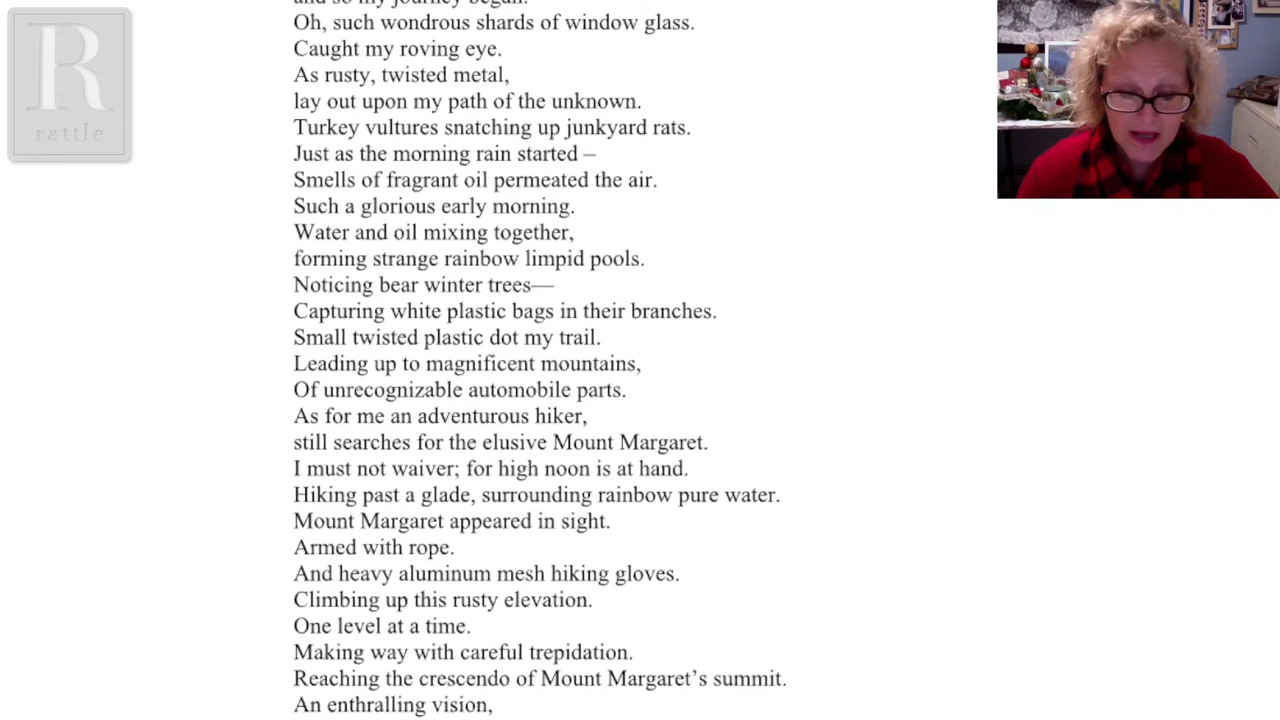 and so my journey began.
Oh, such wondrous shards of window glass.
Caught my roving eye.
As rusty, twisted metal,
lay out upon my path of the unknown.
Turkey vultures snatching up junkyard rats.
Just as the morning rain started –
Smells of fragrant oil permeated the air.
Such a glorious early morning.
Water and oil mixing together,
forming strange rainbow limpid pools.
Noticing bear winter trees—
Capturing white plastic bags in their branches.
Small twisted plastic dot my trail.
Leading up to magnificent mountains,
Of unrecognizable automobile parts.
As for me an adventurous hiker,
still searches for the elusive Mount Margaret.
I must not waiver; for high noon is at hand.
Hiking past a glade, surrounding rainbow pure water.
Mount Margaret appeared in sight.
Armed with rope.
And heavy aluminum mesh hiking gloves.
Climbing up this rusty elevation.
One level at a time.
Making way with careful trepidation.
Reaching the crescendo of Mount Margaret’s summit.
An enthralling vision,
R
rattle